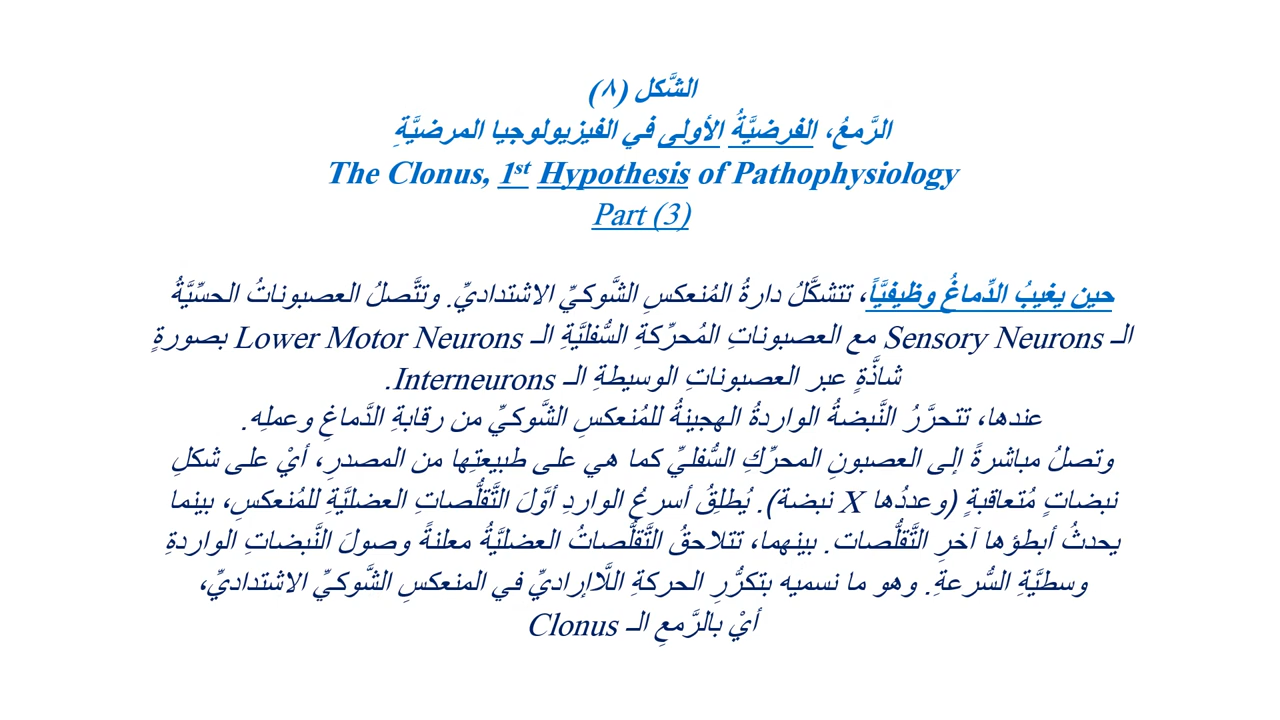 الشَّكل (٨)
الرَّمعُ، الفرضيَّةُ الأولى في الفيزيولوجيا المرضيَّةِ
The Clonus, 1st Hypothesis of Pathophysiology
Part (3)
حين يغيبُ الدِّماغُ وظيفيَّاً، تتشكَّلُ دارةُ المُنعكسِ الشَّوكيِّ الاشتداديِّ. وتتَّصلُ العصبوناتُ الحسِّيَّةُ
الـ Sensory Neurons مع العصبوناتِ المُحرِّكةِ السُّفليَّةِ الـ Lower Motor Neurons بصورةٍ
شاذَّةٍ عبر العصبوناتِ الوسيطةِ الـ Interneurons.
عندها، تتحرَّرُ النَّبضةُ الواردةُ الهجينةُ للمُنعكسِ الشَّوكيِّ من رقابةِ الدَّماغِ وعملِه.
وتصلُ مباشرةً إلى العصبونِ المحرِّكِ السُّفليِّ كما هي على طبيعتِها من المصدرِ، أيْ على شكلِ
نبضاتٍ مُتعاقبةٍ (وعددُها X نبضة). يُطلِقُ أسرعُ الواردِ أوَّلَ التَّقلُّصاتِ العضليَّةِ للمُنعكسِ، بينما
يحدثُ أبطؤها آخرِ التَّقلُّصات. بينهما، تتلاحقُ التَّقلُّصاتُ العضليَّةُ معلنةً وصولَ النَّبضاتِ الواردةِ
وسطيَّةِ السُّرعةِ. وهو ما نسميه بتكرُّرِ الحركةِ اللَّاإراديِّ في المنعكسِ الشَّوكيِّ الاشتداديِّ،
أيْ بالرَّمعِ الـ Clonus